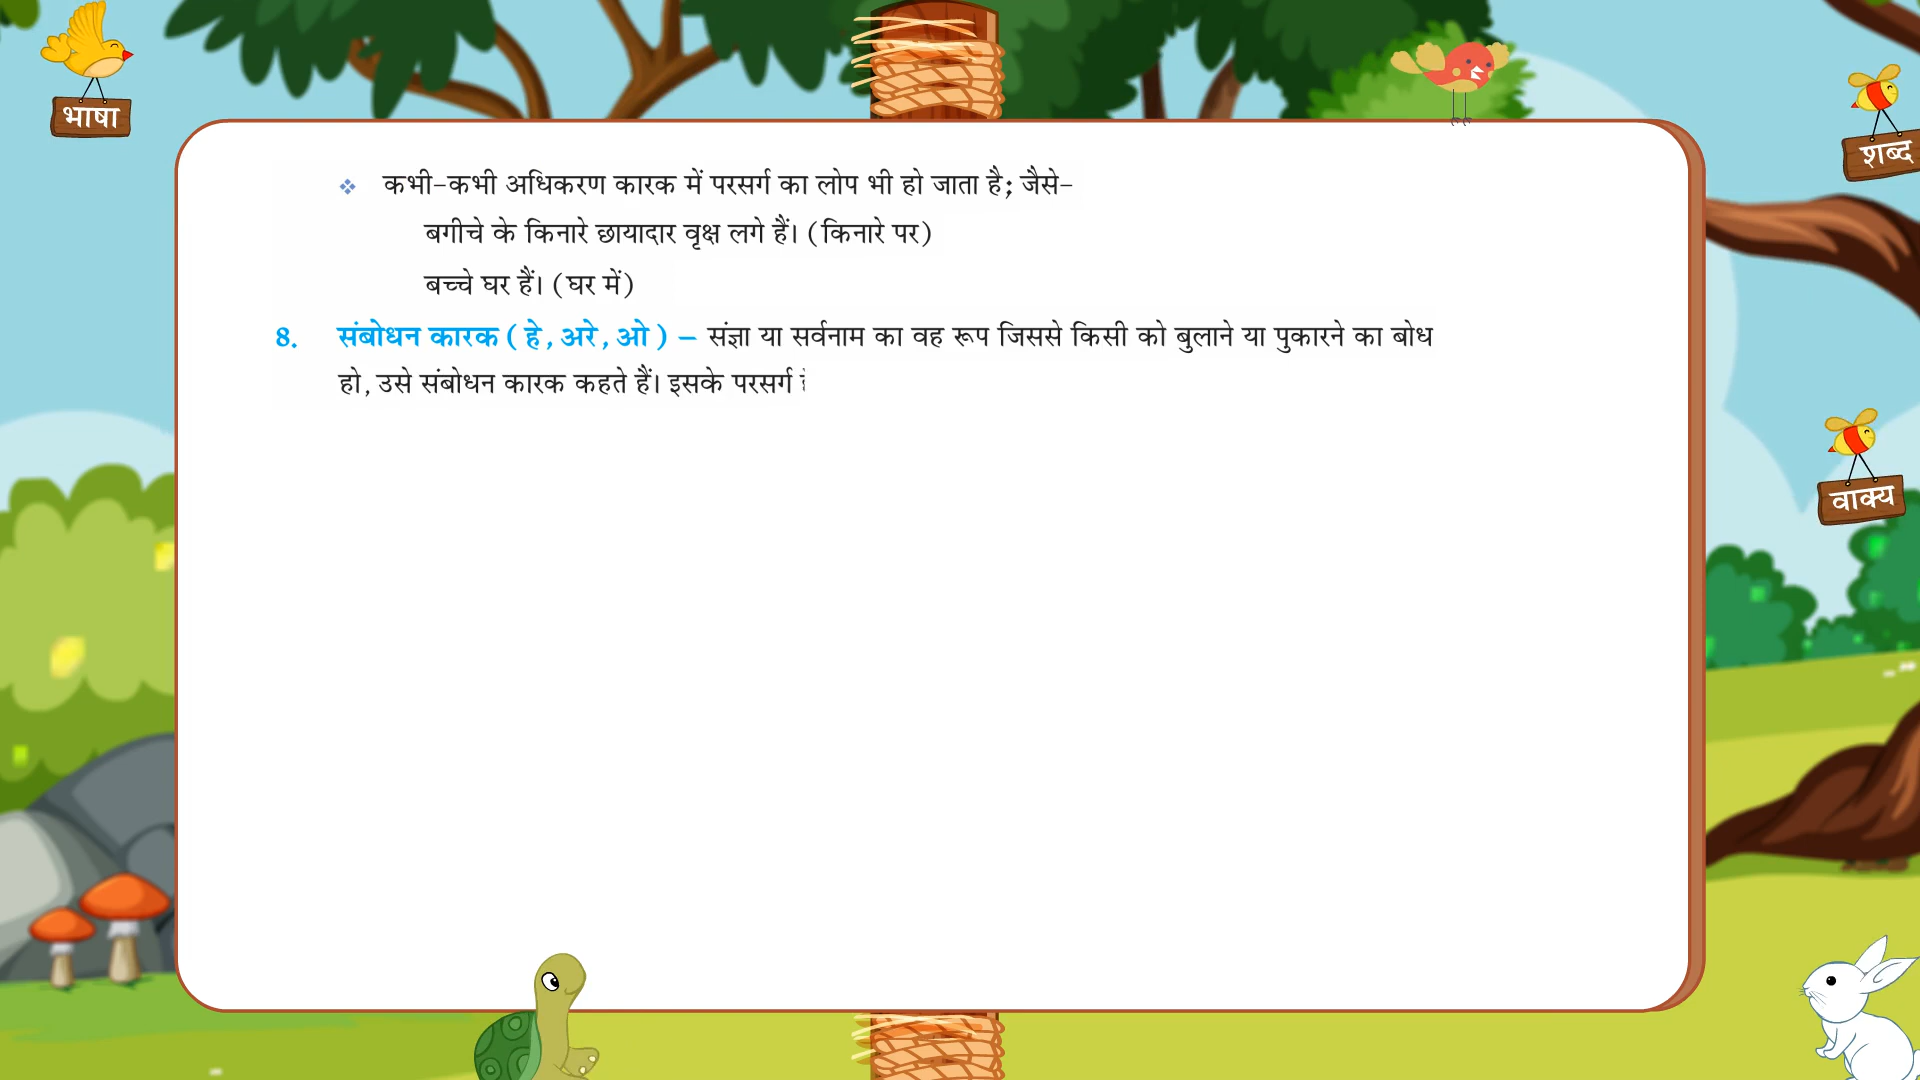 भाषा
शब्द
❖ कभी-कभी अधिकरण कारक में परसर्ग का लोप भी हो जाता है; जैसे-
बगीचे के किनारे छायादार वृक्ष लगे हैं। (किनारे पर)
बच्चे घर हैं। (घर में)
8. संबोधन कारक ( हे, अरे, ओ ) – संज्ञा या सर्वनाम का वह रूप जिससे किसी को बुलाने या पुकारने का बोध
हो, उसे संबोधन कारक कहते हैं। इसके परसर्ग
वाक्य